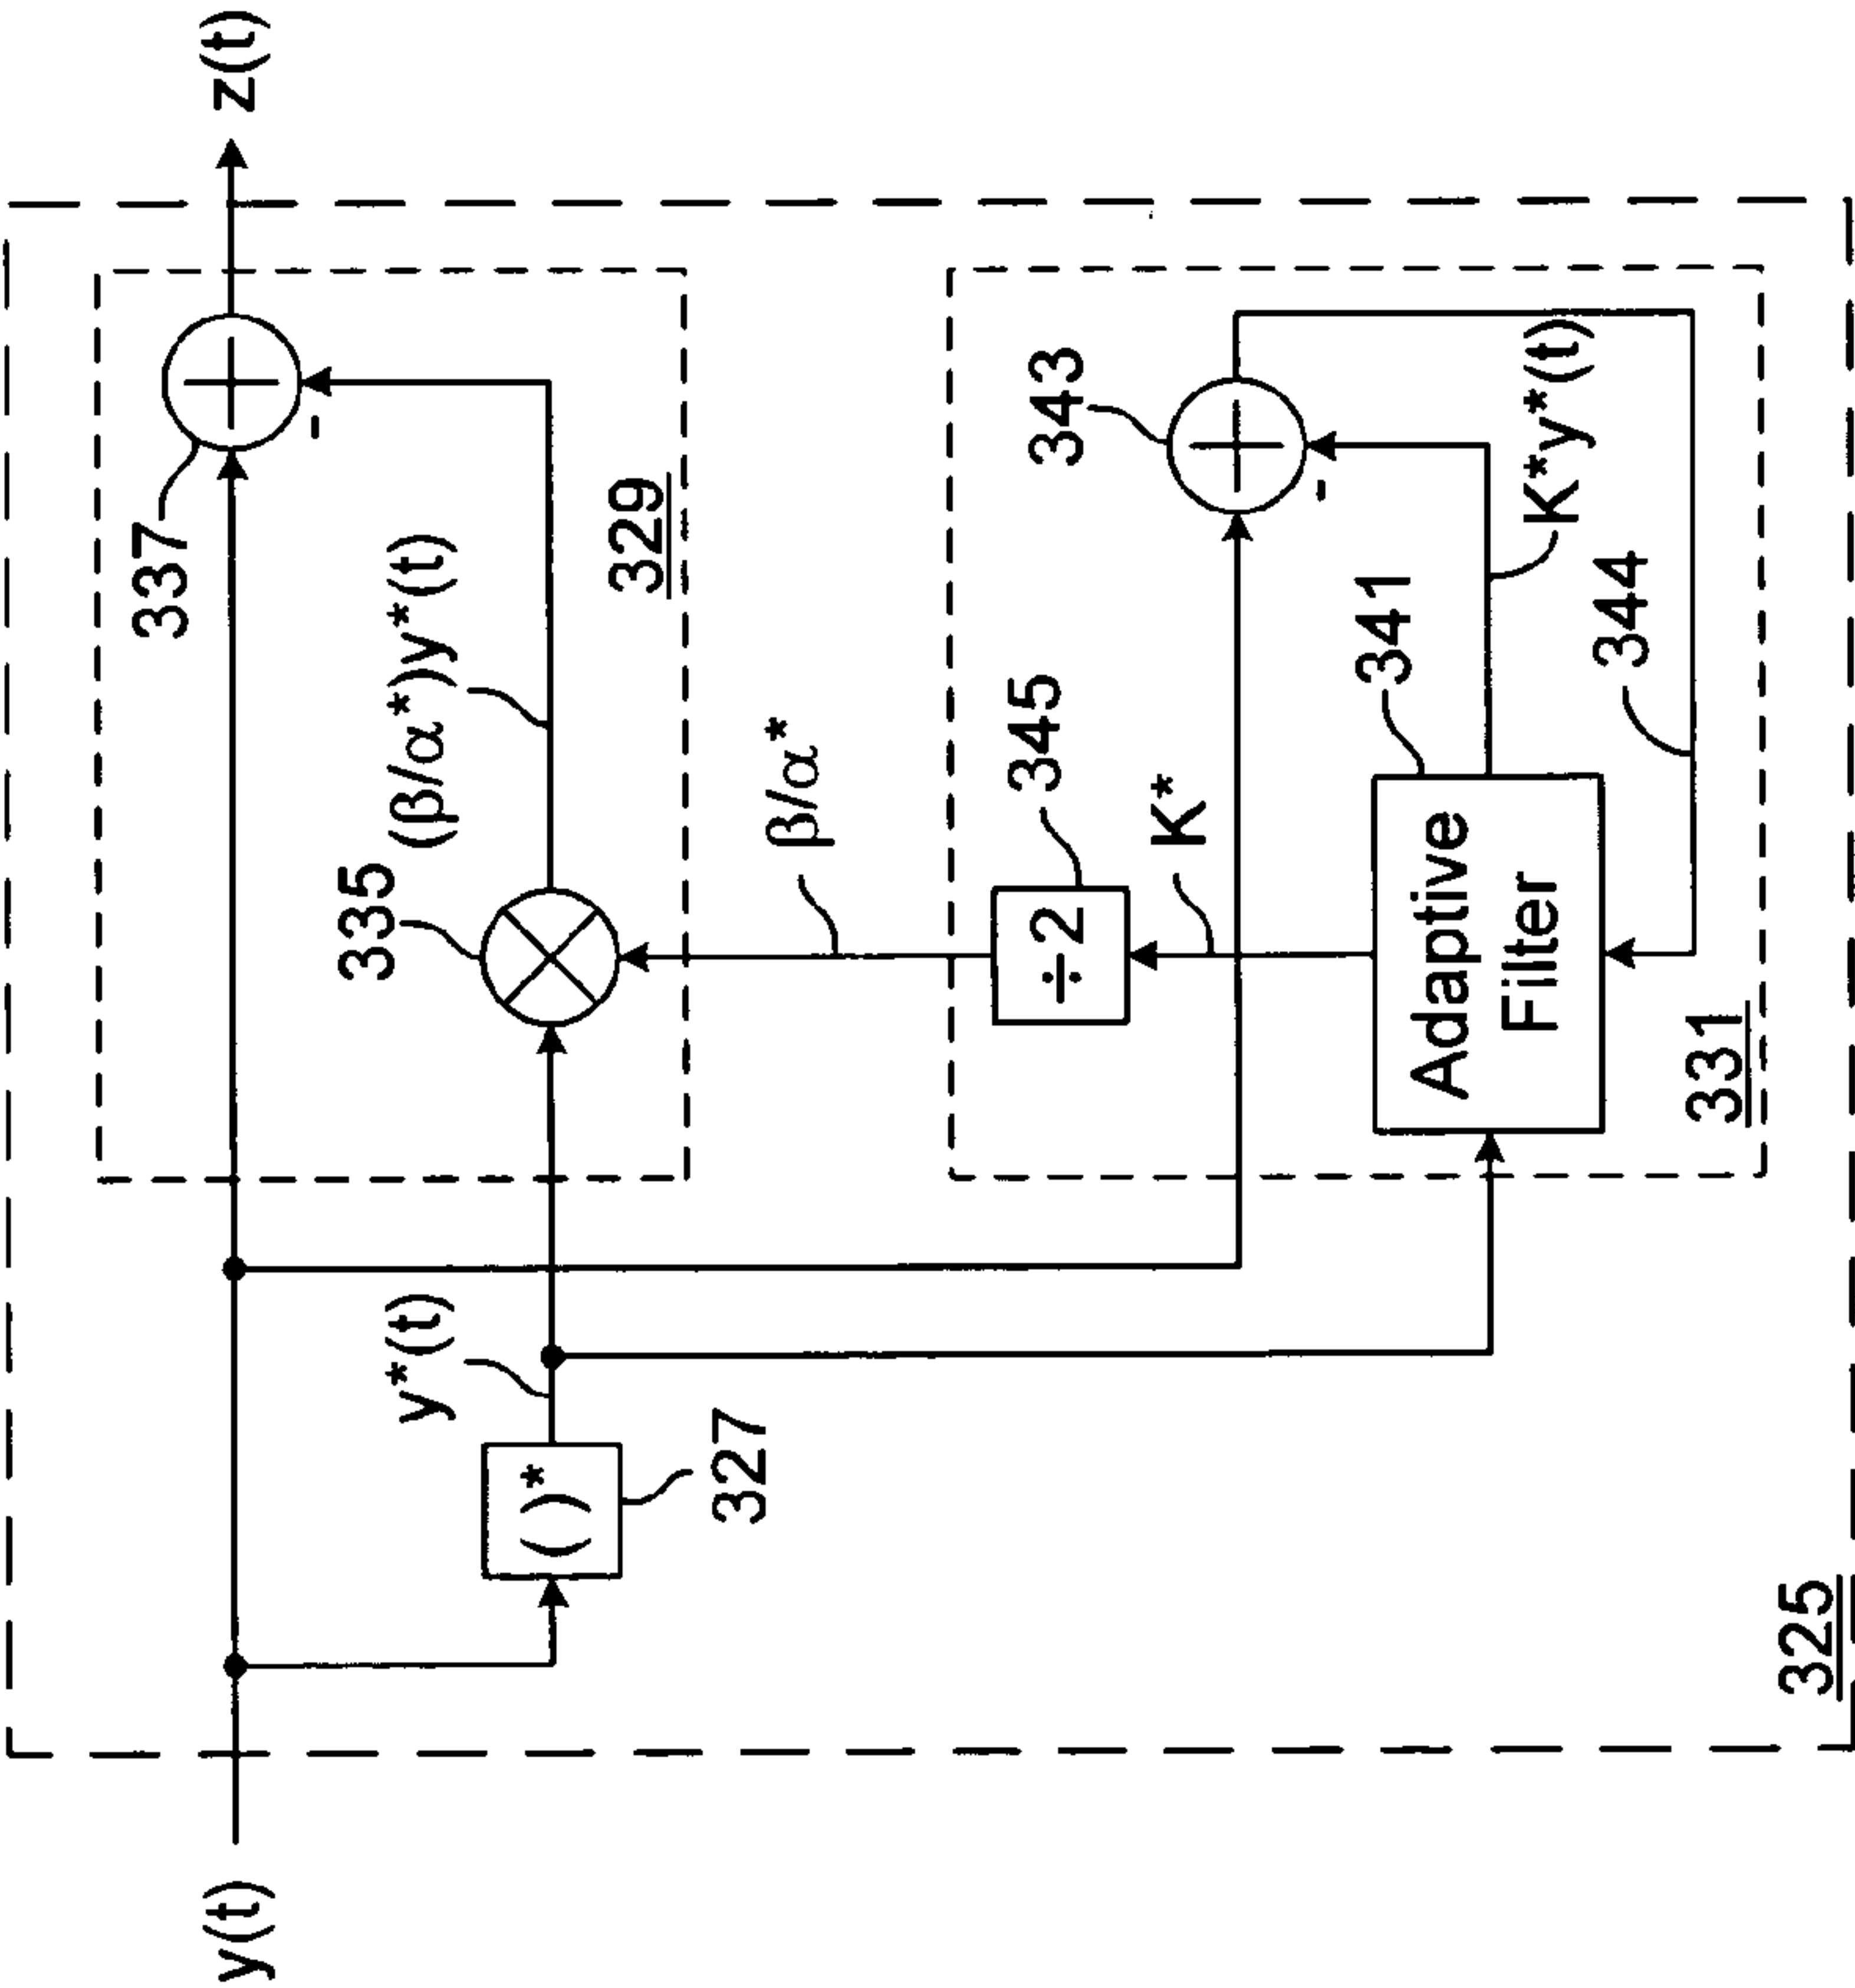 y(t)
z(t)
337
(β/α*)y*(t)
335
329
y*(t)
( )*
327
β/α*
345
÷2
K*
343
341
Adaptive
Filter
K*y*(t)
344
331
325